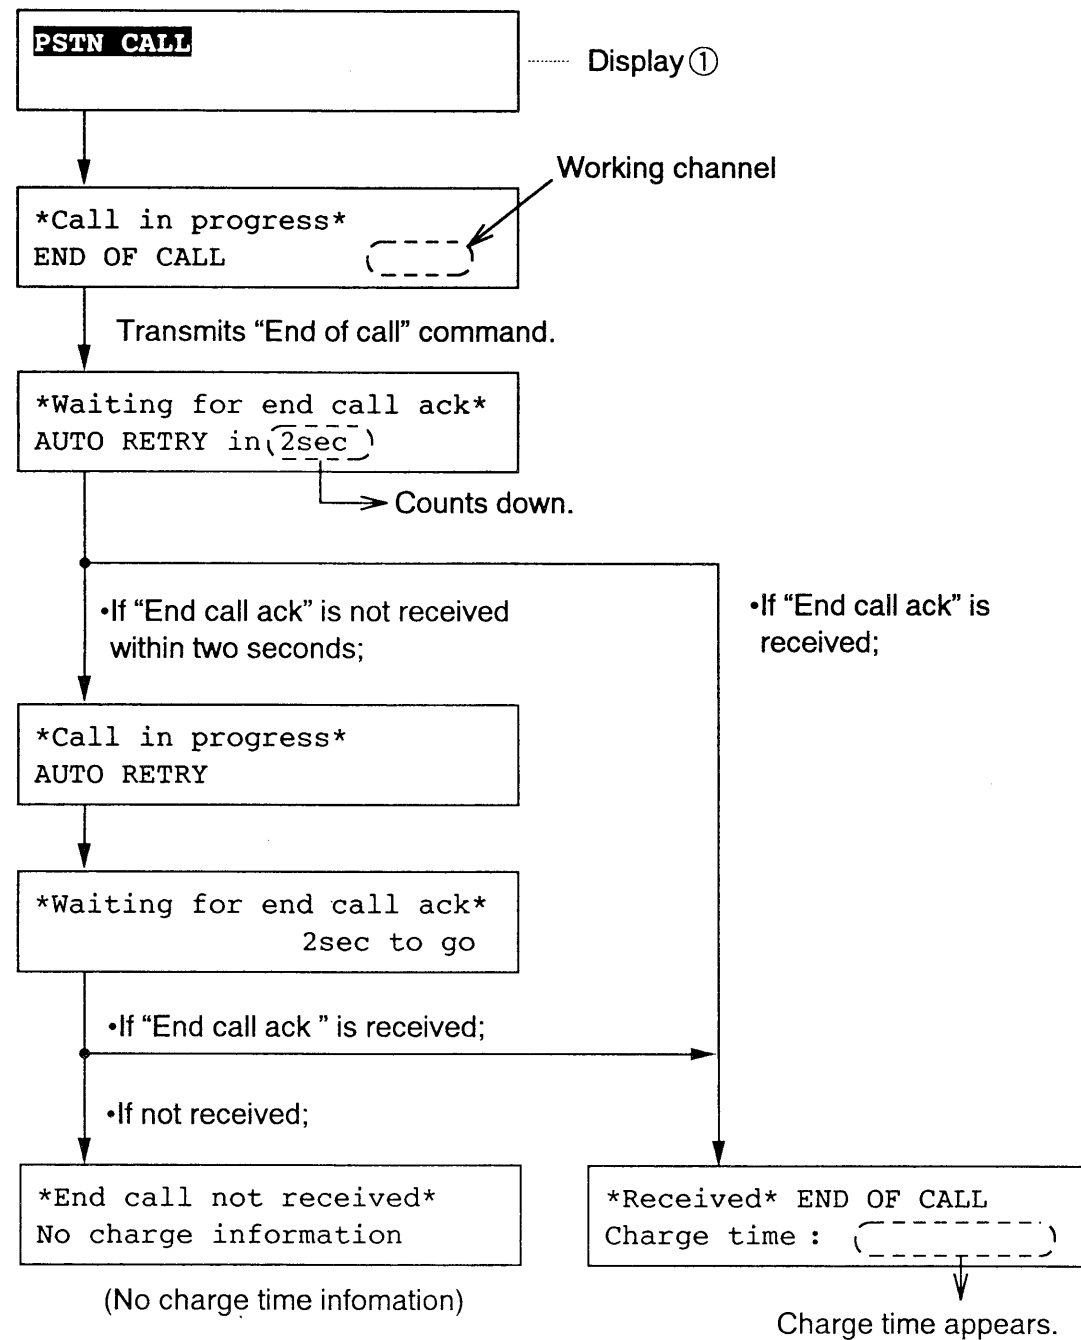 PSTN CALL
Display ①
Working channel
*Call in progress*
END OF CALL
Transmits “End of call” command.
*Waiting for end call ack*
AUTO RETRY in 2sec
Counts down.
•If “End call ack” is not received
within two seconds;
•If “End call ack” is
received;
*Call in progress*
AUTO RETRY
*Waiting for end call ack*
2sec to go
•If “End call ack ” is received;
•If not received;
*End call not received*
No charge information
(No charge time infomation)
*Received* END OF CALL
Charge time :
Charge time appears.